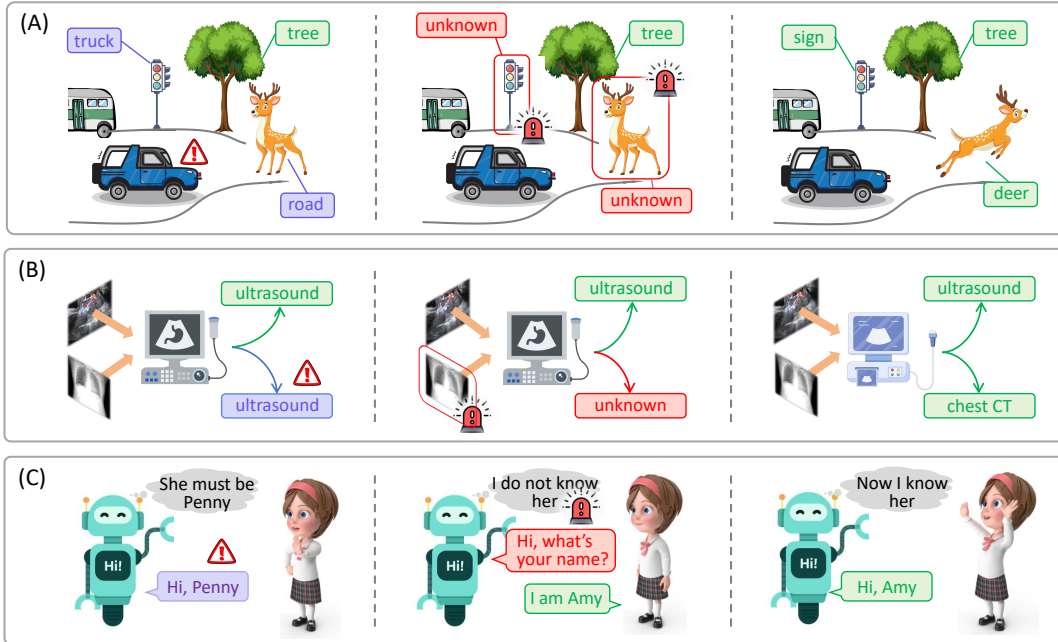 (A)
truck
tree
road
unknown
tree
unknown
sign
tree
deer
(B)
ultrasound
ultrasound
ultrasound
unknown
ultrasound
chest CT
(C)
She must be
Penny
Hi!
Hi, Penny
I do not know
her
Hi, what's
your name?
Hi!
I am Amy
Now I know
her
Hi!
Hi, Amy